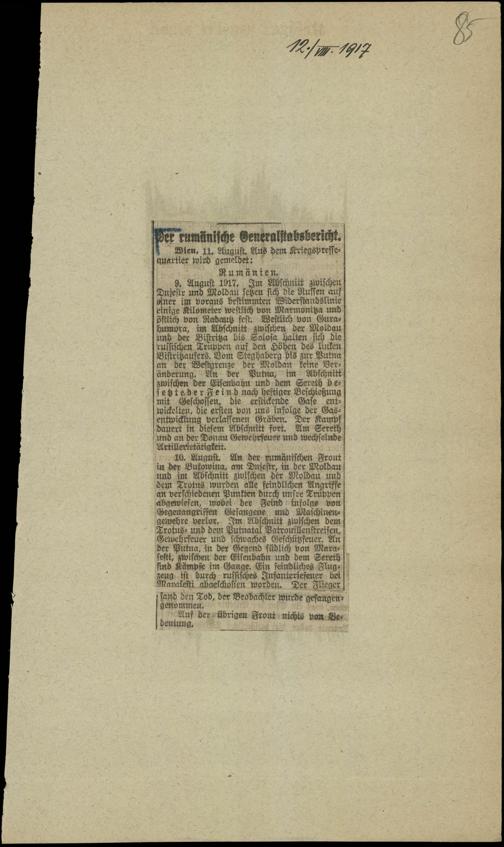 85
12./VIII. 1917
Der rumänische Generalstabsbericht.
Wien, 11. August. Aus dem Kriegspresse-
quartier wird gemeldet:
Rumänien.
9. August 1917. Im Abschnitt zwischen
Dnjestr und Moldau setzen sich die Russen auf
einer im voraus bestimmten Widerstandslinie
einige Kilometer westlich von Marmonitza und
östlich von Radautz fest. Westlich von Gura-
humora, im Abschnitt zwischen der Moldau
und der Bistritza bis Solosa halten sich die
russischen Truppen auf den Höhen des linken
Bistritzaufers. Vom Steghaberg bis zur Putna
an der Westgrenze der Moldau keine Ver-
änderung. An der Putna, im Abschnitt
zwischen der Eisenbahn und dem Sereth be-
setzte der Feind nach heftiger Beschießung
mit Geschossen, die erstickende Gase ent-
wickelten, die ersten von uns infolge der Gas-
entwicklung verlassenen Gräben. Der Kampf
dauert in diesem Abschnitt fort. Am Sereth
und an der Donau Gewehrfeuer und wechselnde
Artillerietätigkeit.
10. August. An der rumänischen Front
in der Bukowina, am Dnjestr, in der Moldau
und im Abschnitt zwischen der Moldau und
dem Trotus wurden alle feindlichen Angriffe
an verschiedenen Punkten durch unsre Truppen
abgewiesen, wobei der Feind infolge von
Gegenangriffen Gefangene und Maschinen-
gewehre verlor. Im Abschnitt zwischen dem
Trotus- und dem Putnatal Patrouillenstreifen,
Gewehrfeuer und schwaches Geschützfeuer. An
der Putna, in der Gegend südlich von Mara-
sesti, zwischen der Eisenbahn und dem Sereth
sind Kämpfe im Gange. Ein feindliches Flug-
zeug ist durch russisches Infanteriefeuer bei
Marasesti abgeschossen worden. Der Flieger
fand den Tod, der Beobachter wurde gefangen-
genommen.
Auf der übrigen Front nichts von Be-
deutung.